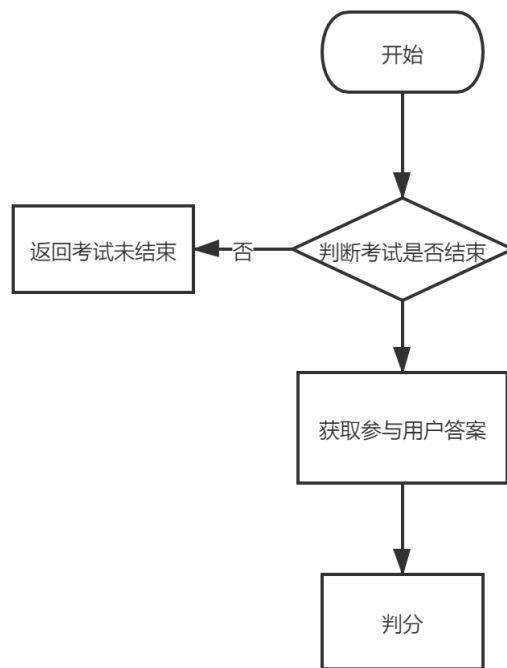 开始
判断考试是否结束
否
返回考试未结束
获取参与用户答案
判分